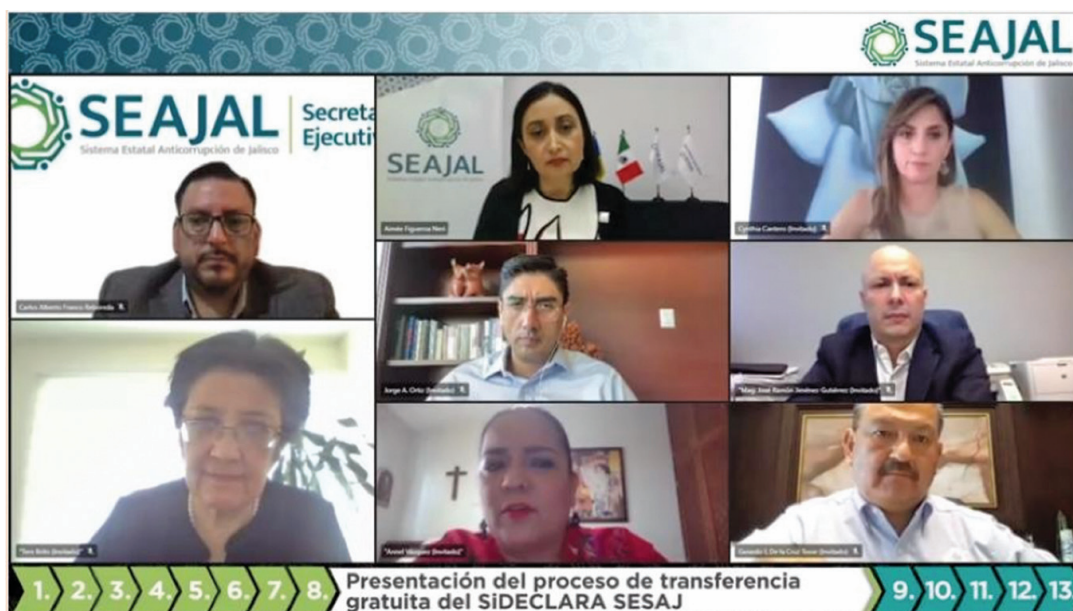 SEAJAL
Sistema Estatal Anticorrupción de Jalisco
SEAJAL
Sistema Estatal Anticorrupción de Jalisco
Secreta
Ejecutiv
Carlos Alberto Franco Reboreda
SEAJAL
Aimée Figueroa Neri
Cynthia Cantero (Invitado)
Jorge A. Ortiz (Invitado)
"Mag. José Ramón Jiménez Gutiérrez (Invitado)"
"Tere Brito (Invitado)"
"Annel Vázquez (Invitado)"
Gerardo I. De la Cruz Tovar (Invitado)
1. 2. 3. 4. 5. 6. 7. 8.
Presentación del proceso de transferencia
gratuita del SiDECLARA SESAJ
9. 10. 11. 12. 13